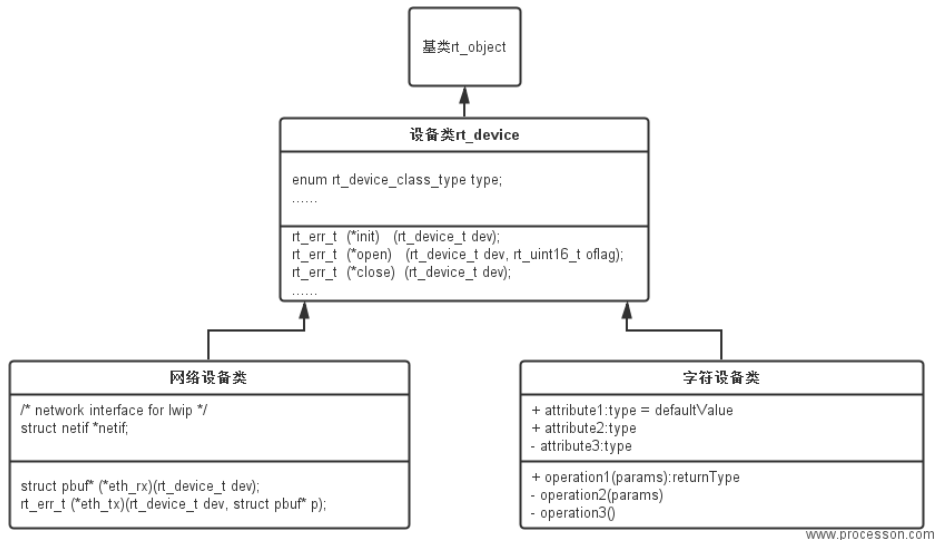 基类rt_object
设备类rt_device
enum rt_device_class_type type;
......
rt_err_t (*init) (rt_device_t dev);
rt_err_t (*open) (rt_device_t dev, rt_uint16_t oflag);
rt_err_t (*close) (rt_device_t dev);
......
网络设备类
/* network interface for lwip */
struct netif *netif;
struct pbuf* (*eth_rx)(rt_device_t dev);
rt_err_t (*eth_tx)(rt_device_t dev, struct pbuf* p);
字符设备类
+ attribute1:type = defaultValue
+ attribute2:type
- attribute3:type
+ operation1(params):returnType
- operation2(params)
- operation3()
www.processon.com